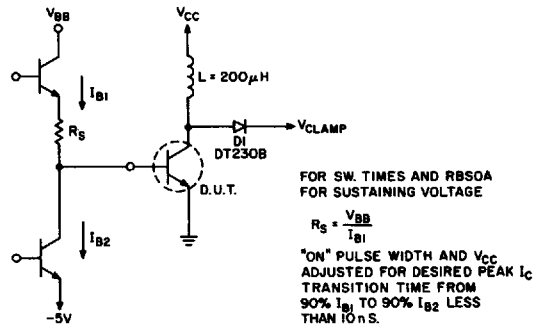 VBB
VCC
IB1
L = 200μH
RS
D1
DT230B
VCLAMP
D.U.T.
IB2
-5V
FOR SW. TIMES AND RBSOA
FOR SUSTAINING VOLTAGE
RS = VBB / IB1
"ON" PULSE WIDTH AND VCC
ADJUSTED FOR DESIRED PEAK IC
TRANSITION TIME FROM
90% IB1 TO 90% IB2 LESS
THAN 10 nS.